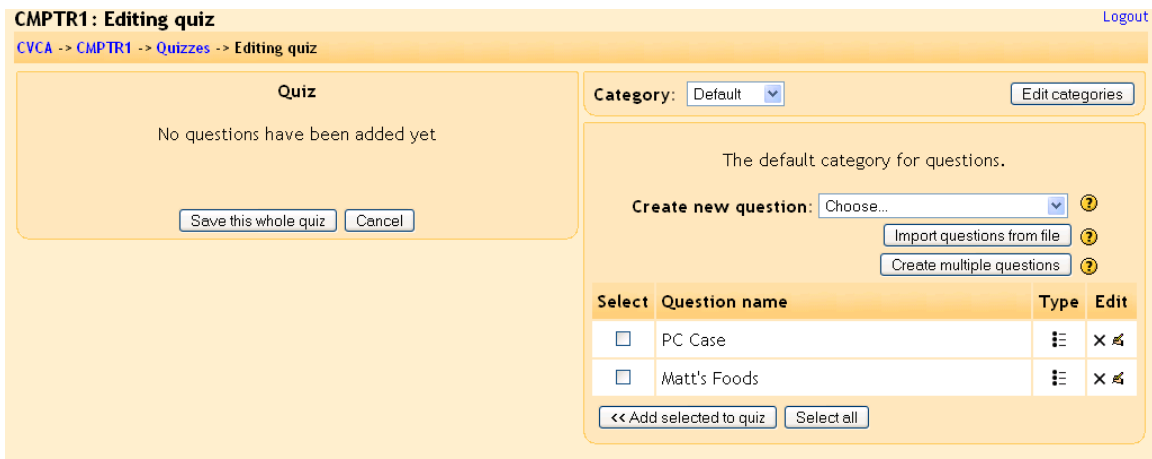 CMPTR1: Editing quiz
Logout
CVCA -> CMPTR1 -> Quizzes -> Editing quiz
Quiz
No questions have been added yet
Save this whole quiz Cancel
Category: Default Edit categories
The default category for questions.
Create new question: Choose... ?
Import questions from file ?
Create multiple questions ?
Select Question name Type Edit
PC Case
Matt's Foods
<< Add selected to quiz Select all